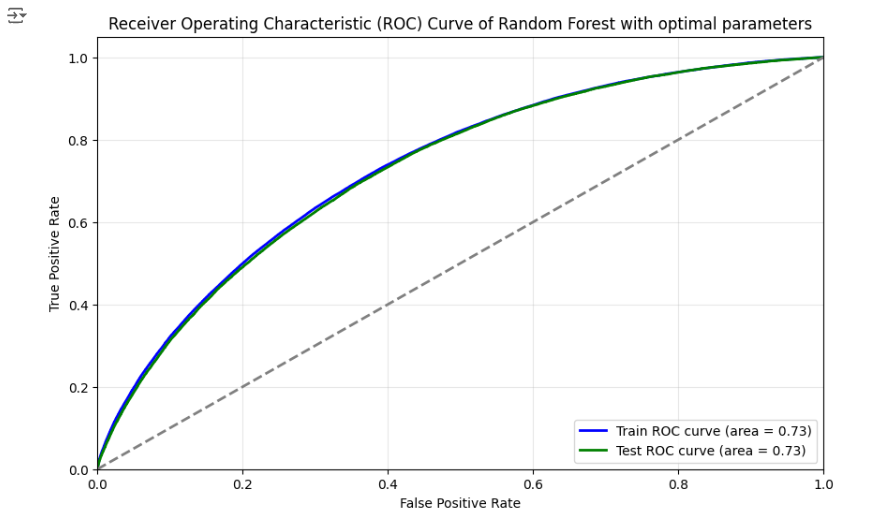 Receiver Operating Characteristic (ROC) Curve of Random Forest with optimal parameters
1.0
0.8
0.6
0.4
0.2
0.0
True Positive Rate
0.0 0.2 0.4 0.6 0.8 1.0
False Positive Rate
Train ROC curve (area = 0.73)
Test ROC curve (area = 0.73)